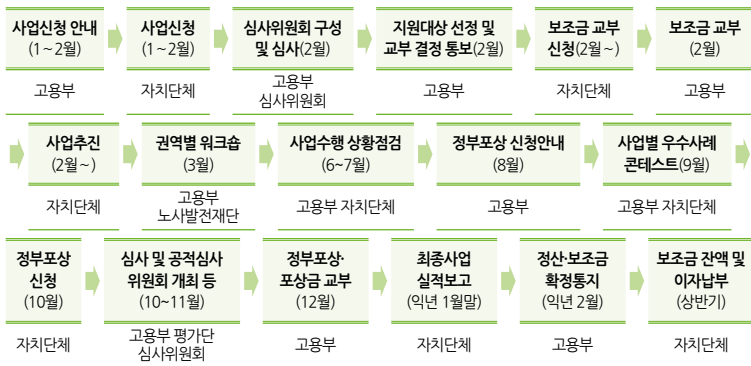 사업신청 안내
(1~2월)
고용부
사업신청
(1~2월)
자치단체
심사위원회 구성
및 심사(2월)
고용부
심사위원회
지원대상 선정 및
교부 결정 통보(2월)
고용부
보조금 교부
신청(2월~)
자치단체
보조금 교부
(2월)
고용부
사업추진
(2월~)
자치단체
권역별 워크숍
(3월)
고용부
노사발전재단
사업수행 상황점검
(6~7월)
고용부 자치단체
정부포상 신청안내
(8월)
고용부
사업별 우수사례
콘테스트(9월)
고용부 자치단체
정부포상
신청
(10월)
자치단체
심사 및 공적심사
위원회 개최 등
(10~11월)
고용부 평가단
심사위원회
정부포상·
포상금 교부
(12월)
고용부
최종사업
실적보고
(익년 1월말)
자치단체
정산·보조금
확정통지
(익년 2월)
고용부
보조금 잔액 및
이자납부
(상반기)
자치단체